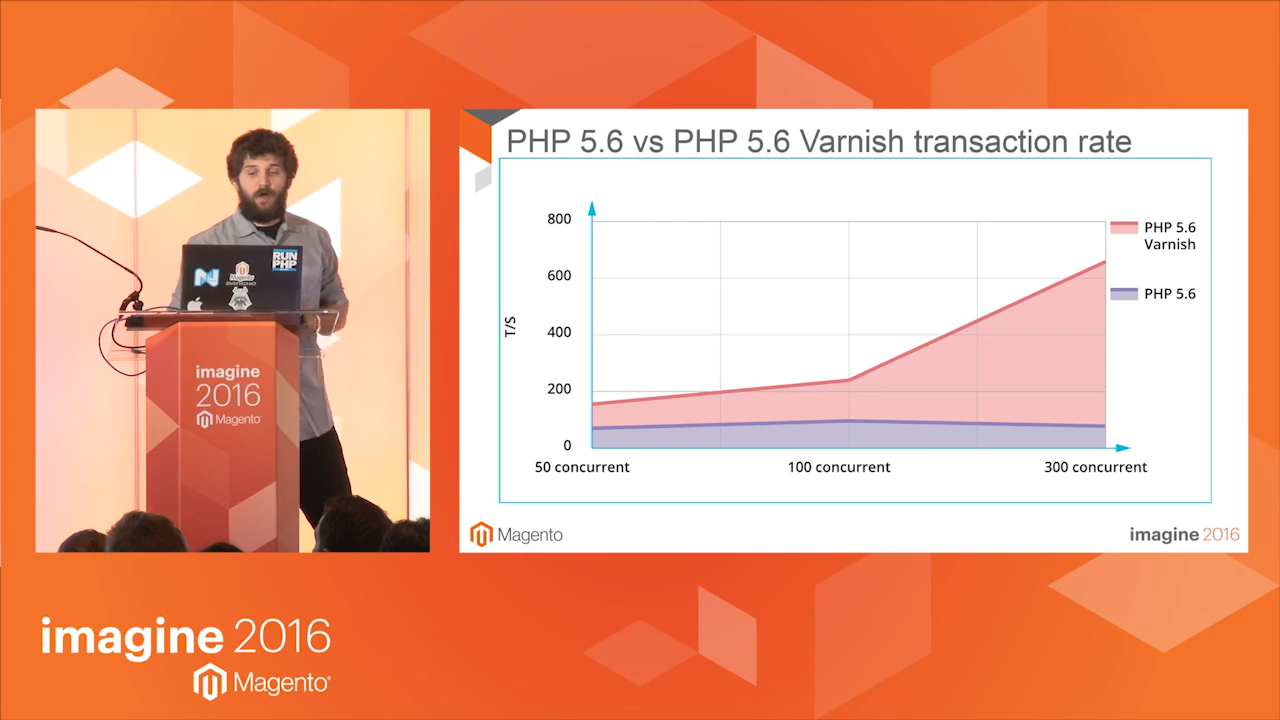 PHP 5.6 vs PHP 5.6 Varnish transaction rate
800
600
400
200
0
T/S
50 concurrent
100 concurrent
300 concurrent
PHP 5.6
Varnish
PHP 5.6
Magento
imagine 2016
RUN
PHP
Magento
imagine
2016
Magento
imagine 2016
Magento